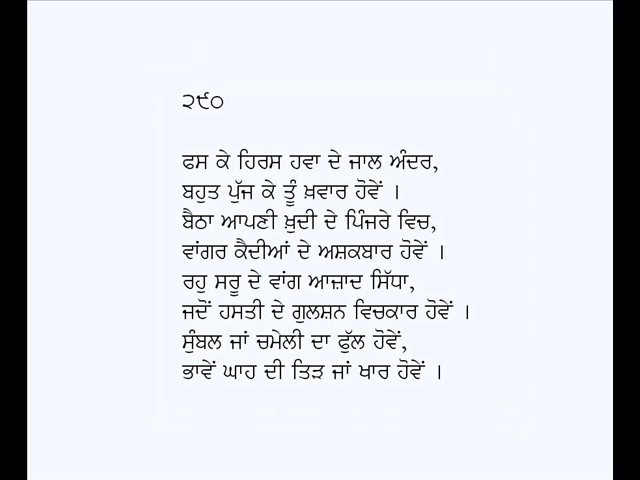 ੨੯੦
ਫਸ ਕੇ ਹਿਰਸ ਹਵਾ ਦੇ ਜਾਲ ਅੰਦਰ,
ਬਹੁਤ ਪੁੱਜ ਕੇ ਤੂੰ ਖ਼ਵਾਰ ਹੋਵੇਂ ।
ਬੈਠਾ ਆਪਣੀ ਖ਼ੁਦੀ ਦੇ ਪਿੰਜਰੇ ਵਿਚ,
ਵਾਂਗਰ ਕੈਦੀਆਂ ਦੇ ਅਸ਼ਕਬਾਰ ਹੋਵੇਂ ।
ਰਹੁ ਸਰੂ ਦੇ ਵਾਂਗ ਆਜ਼ਾਦ ਸਿੱਧਾ,
ਜਦੋਂ ਹਸਤੀ ਦੇ ਗੁਲਸ਼ਨ ਵਿਚਕਾਰ ਹੋਵੇਂ ।
ਸੁੰਬਲ ਜਾਂ ਚਮੇਲੀ ਦਾ ਫੁੱਲ ਹੋਵੇਂ,
ਭਾਵੇਂ ਘਾਹ ਦੀ ਤਿੜ ਜਾਂ ਖਾਰ ਹੋਵੇਂ ।